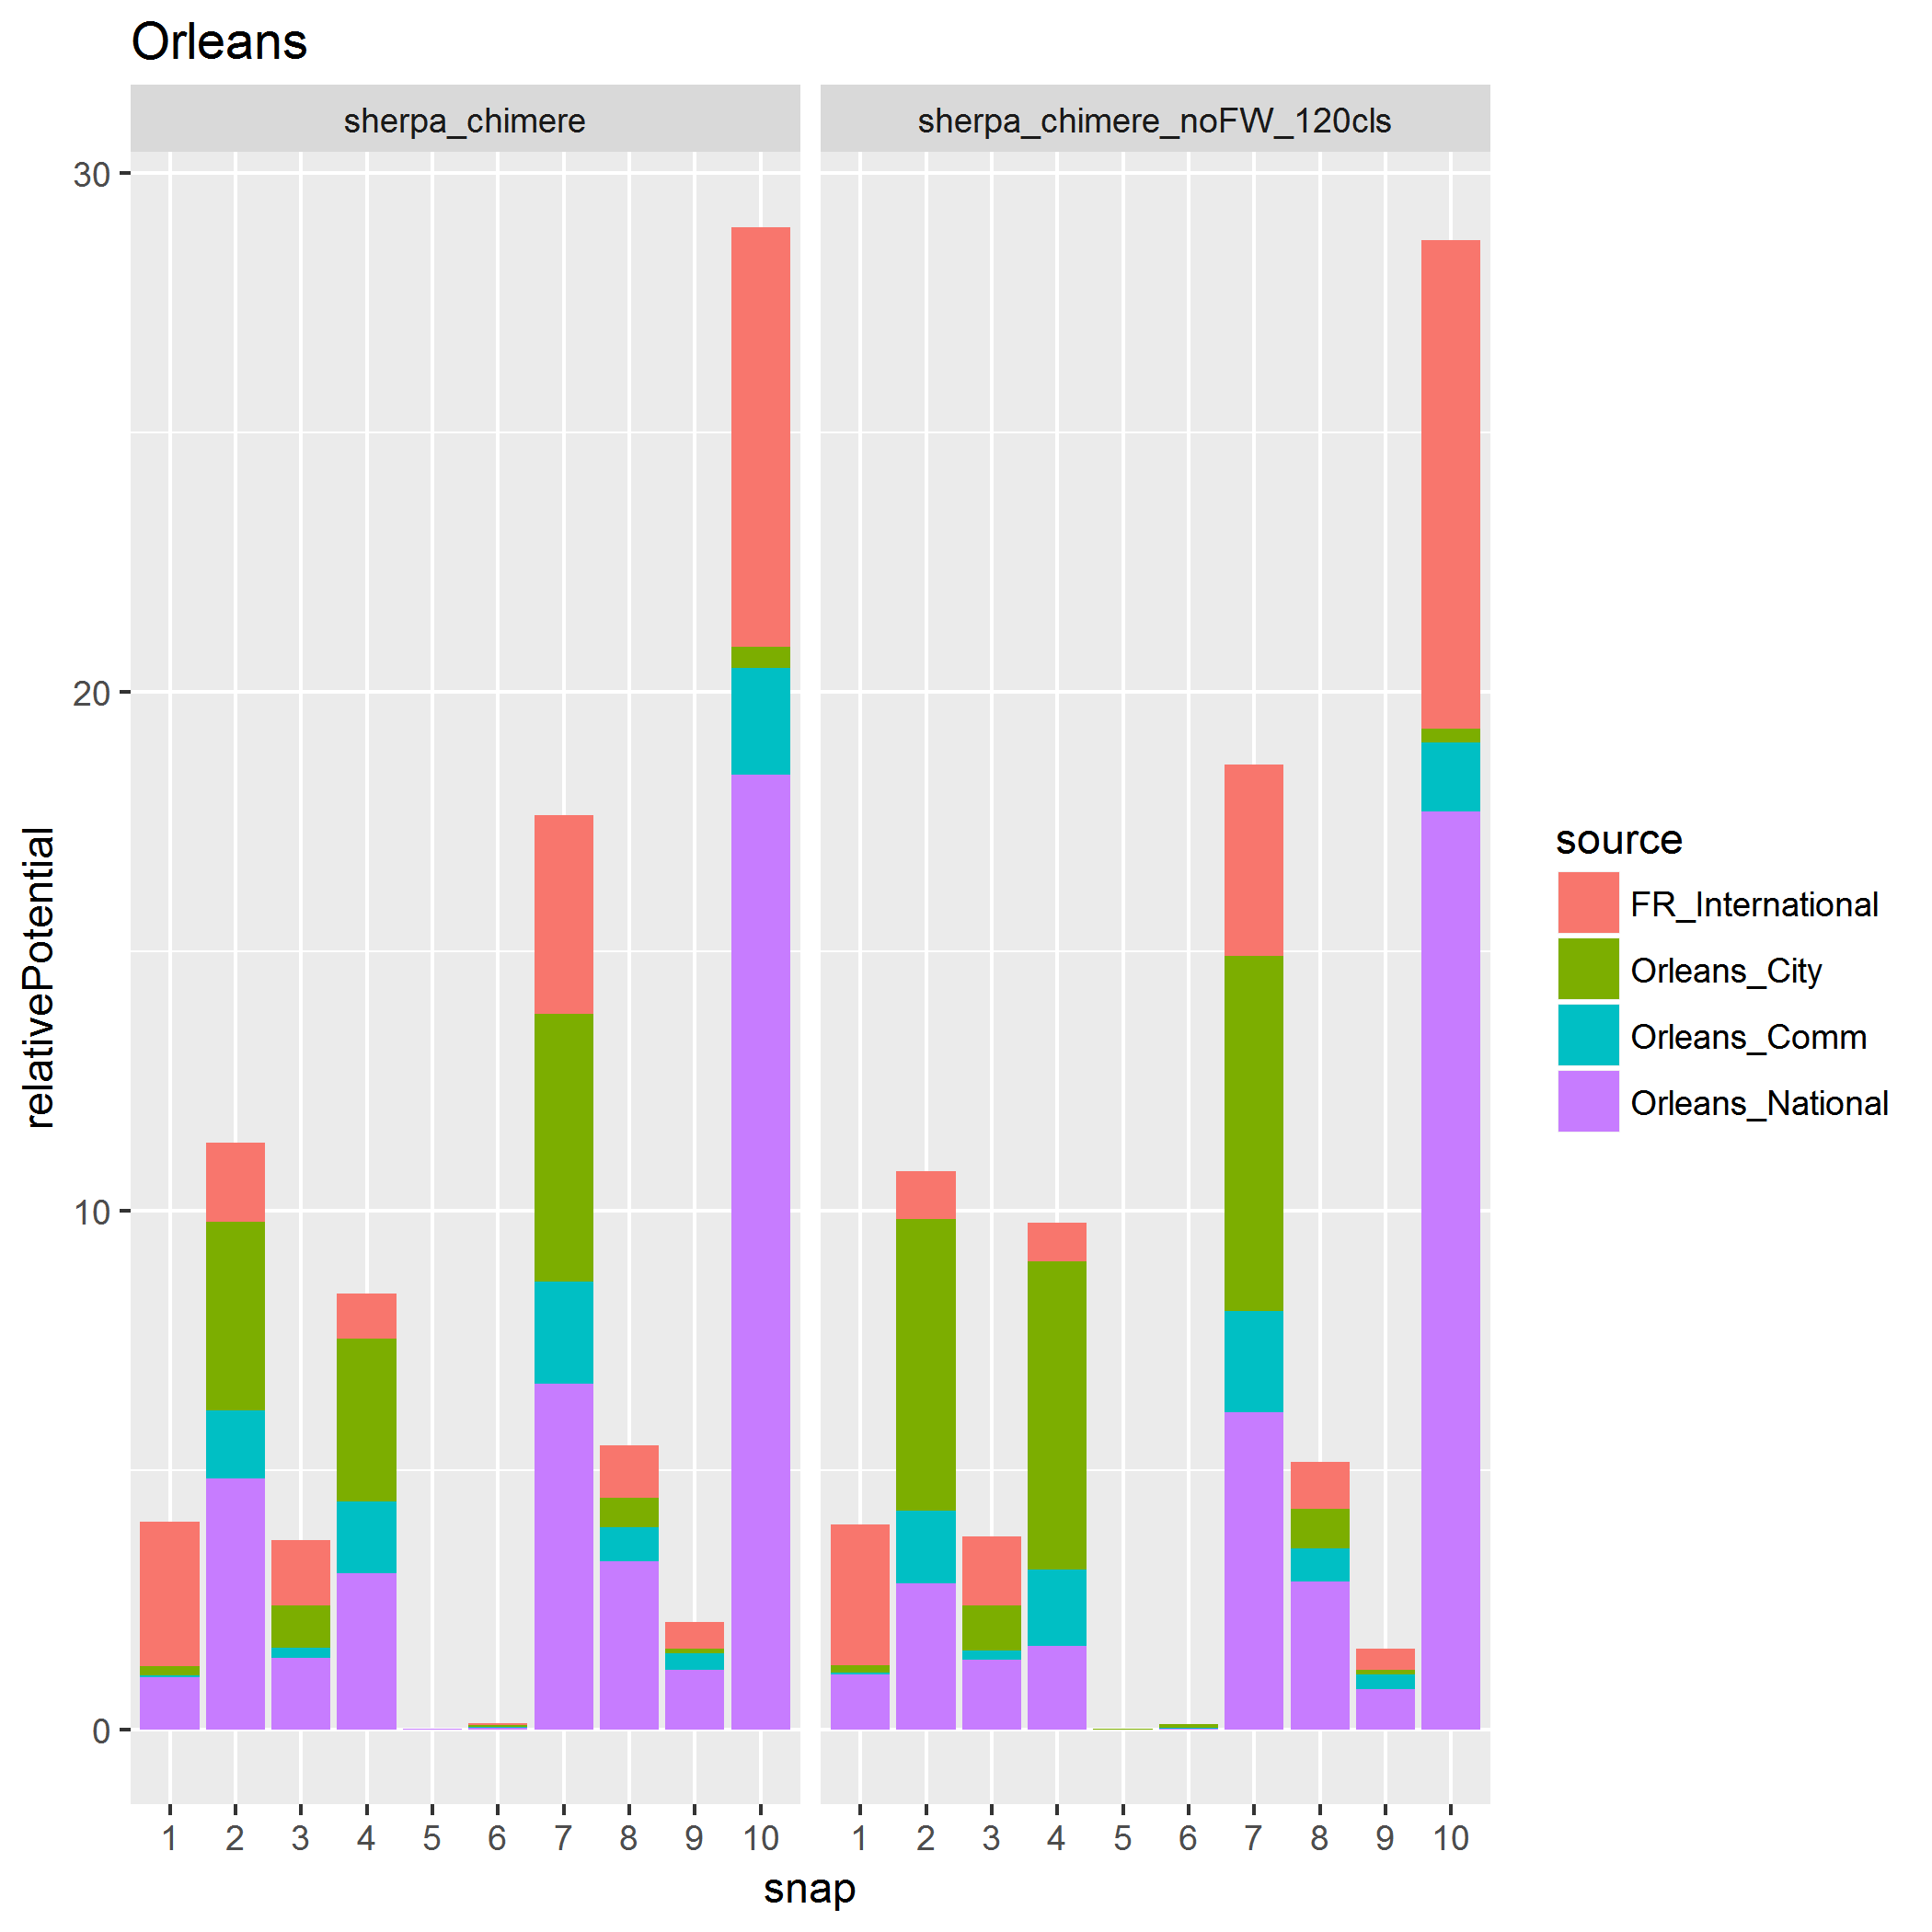 Orleans
sherpa_chimere
sherpa_chimere_noFW_120cls
30
20
10
0
relativePotential
1 2 3 4 5 6 7 8 9 10
1 2 3 4 5 6 7 8 9 10
snap
source
FR_International
Orleans_City
Orleans_Comm
Orleans_National